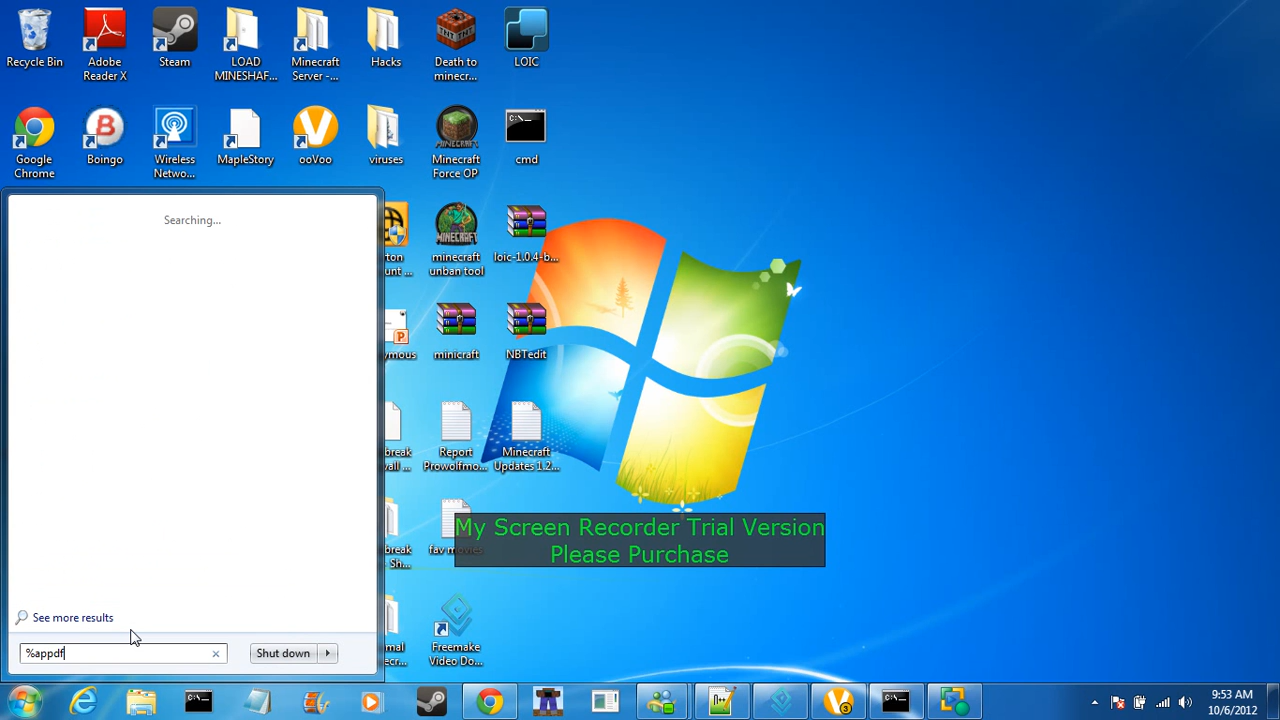 Recycle Bin
Adobe
Reader X
Steam
LOAD
MINESHAF...
Minecraft
Server -...
Hacks
Death to
minecr...
LOIC
Google
Chrome
Boingo
Wireless
Netwo...
MapleStory
ooVoo
viruses
Minecraft
Force OP
C:\_
cmd
Searching...
minecraft
unban tool
loic-1.0.4-b...
minicraft
NBTedit
Report
Prowolfmo...
Minecraft
Updates 1.2...
fav movies
My Screen Recorder Trial Version
Please Purchase
Freemake
Video Do...
See more results
%appdf
Shut down
9:53 AM
10/6/2012